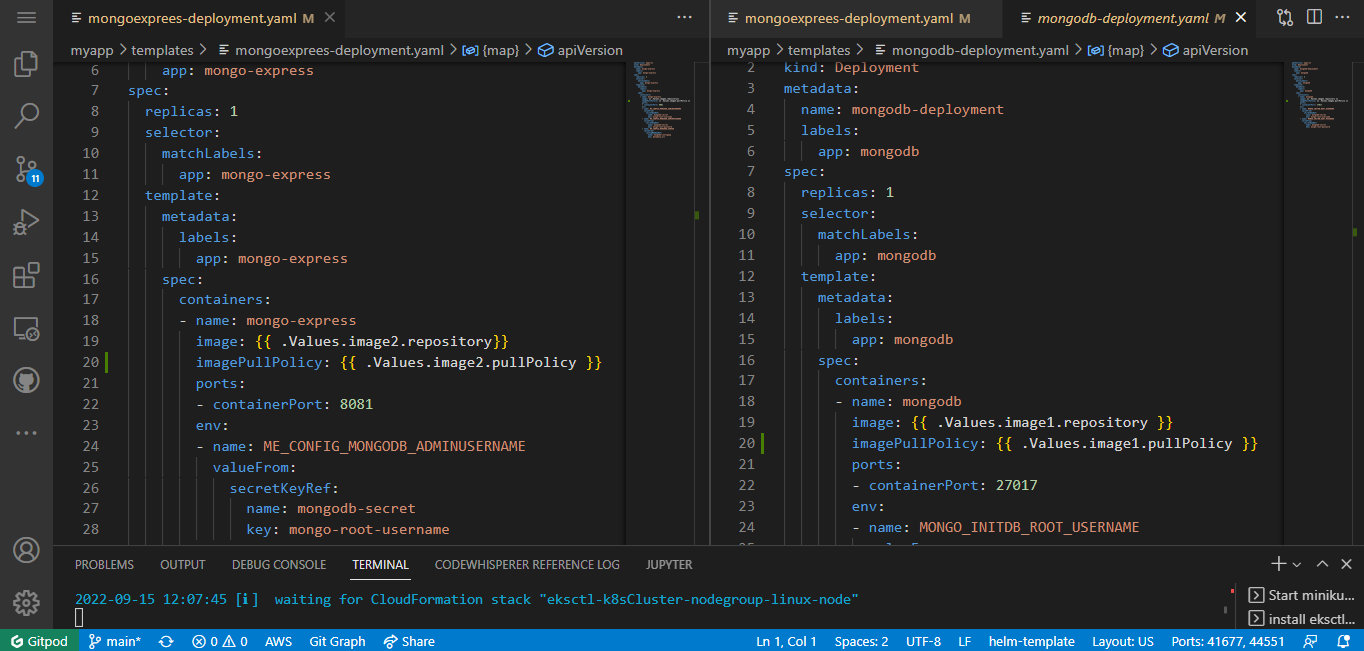 mongoexprees-deployment.yaml M
myapp > templates > mongoexprees-deployment.yaml > {map} > apiVersion
6 app: mongo-express
7 spec:
8 replicas: 1
9 selector:
10 matchLabels:
11 app: mongo-express
12 template:
13 metadata:
14 labels:
15 app: mongo-express
16 spec:
17 containers:
18 - name: mongo-express
19 image: {{ .Values.image2.repository}}
20 imagePullPolicy: {{ .Values.image2.pullPolicy }}
21 ports:
22 - containerPort: 8081
23 env:
24 - name: ME_CONFIG_MONGODB_ADMINUSERNAME
25 valueFrom:
26 secretKeyRef:
27 name: mongodb-secret
28 key: mongo-root-username
mongoexprees-deployment.yaml M
mongodb-deployment.yaml M
myapp > templates > mongodb-deployment.yaml > {map} > apiVersion
2 kind: Deployment
3 metadata:
4 name: mongodb-deployment
5 labels:
6 app: mongodb
7 spec:
8 replicas: 1
9 selector:
10 matchLabels:
11 app: mongodb
12 template:
13 metadata:
14 labels:
15 app: mongodb
16 spec:
17 containers:
18 - name: mongodb
19 image: {{ .Values.image1.repository }}
20 imagePullPolicy: {{ .Values.image1.pullPolicy }}
21 ports:
22 - containerPort: 27017
23 env:
24 - name: MONGO_INITDB_ROOT_USERNAME
11
PROBLEMS OUTPUT DEBUG CONSOLE TERMINAL CODEWHISPERER REFERENCE LOG JUPYTER
2022-09-15 12:07:45 [i] waiting for CloudFormation stack "eksctl-k8sCluster-nodegroup-linux-node"
Start miniku...
install eksctl...
Gitpod main* 0 0 AWS Git Graph Share Ln 1, Col 1 Spaces: 2 UTF-8 LF helm-template Layout: US Ports: 41677, 44551